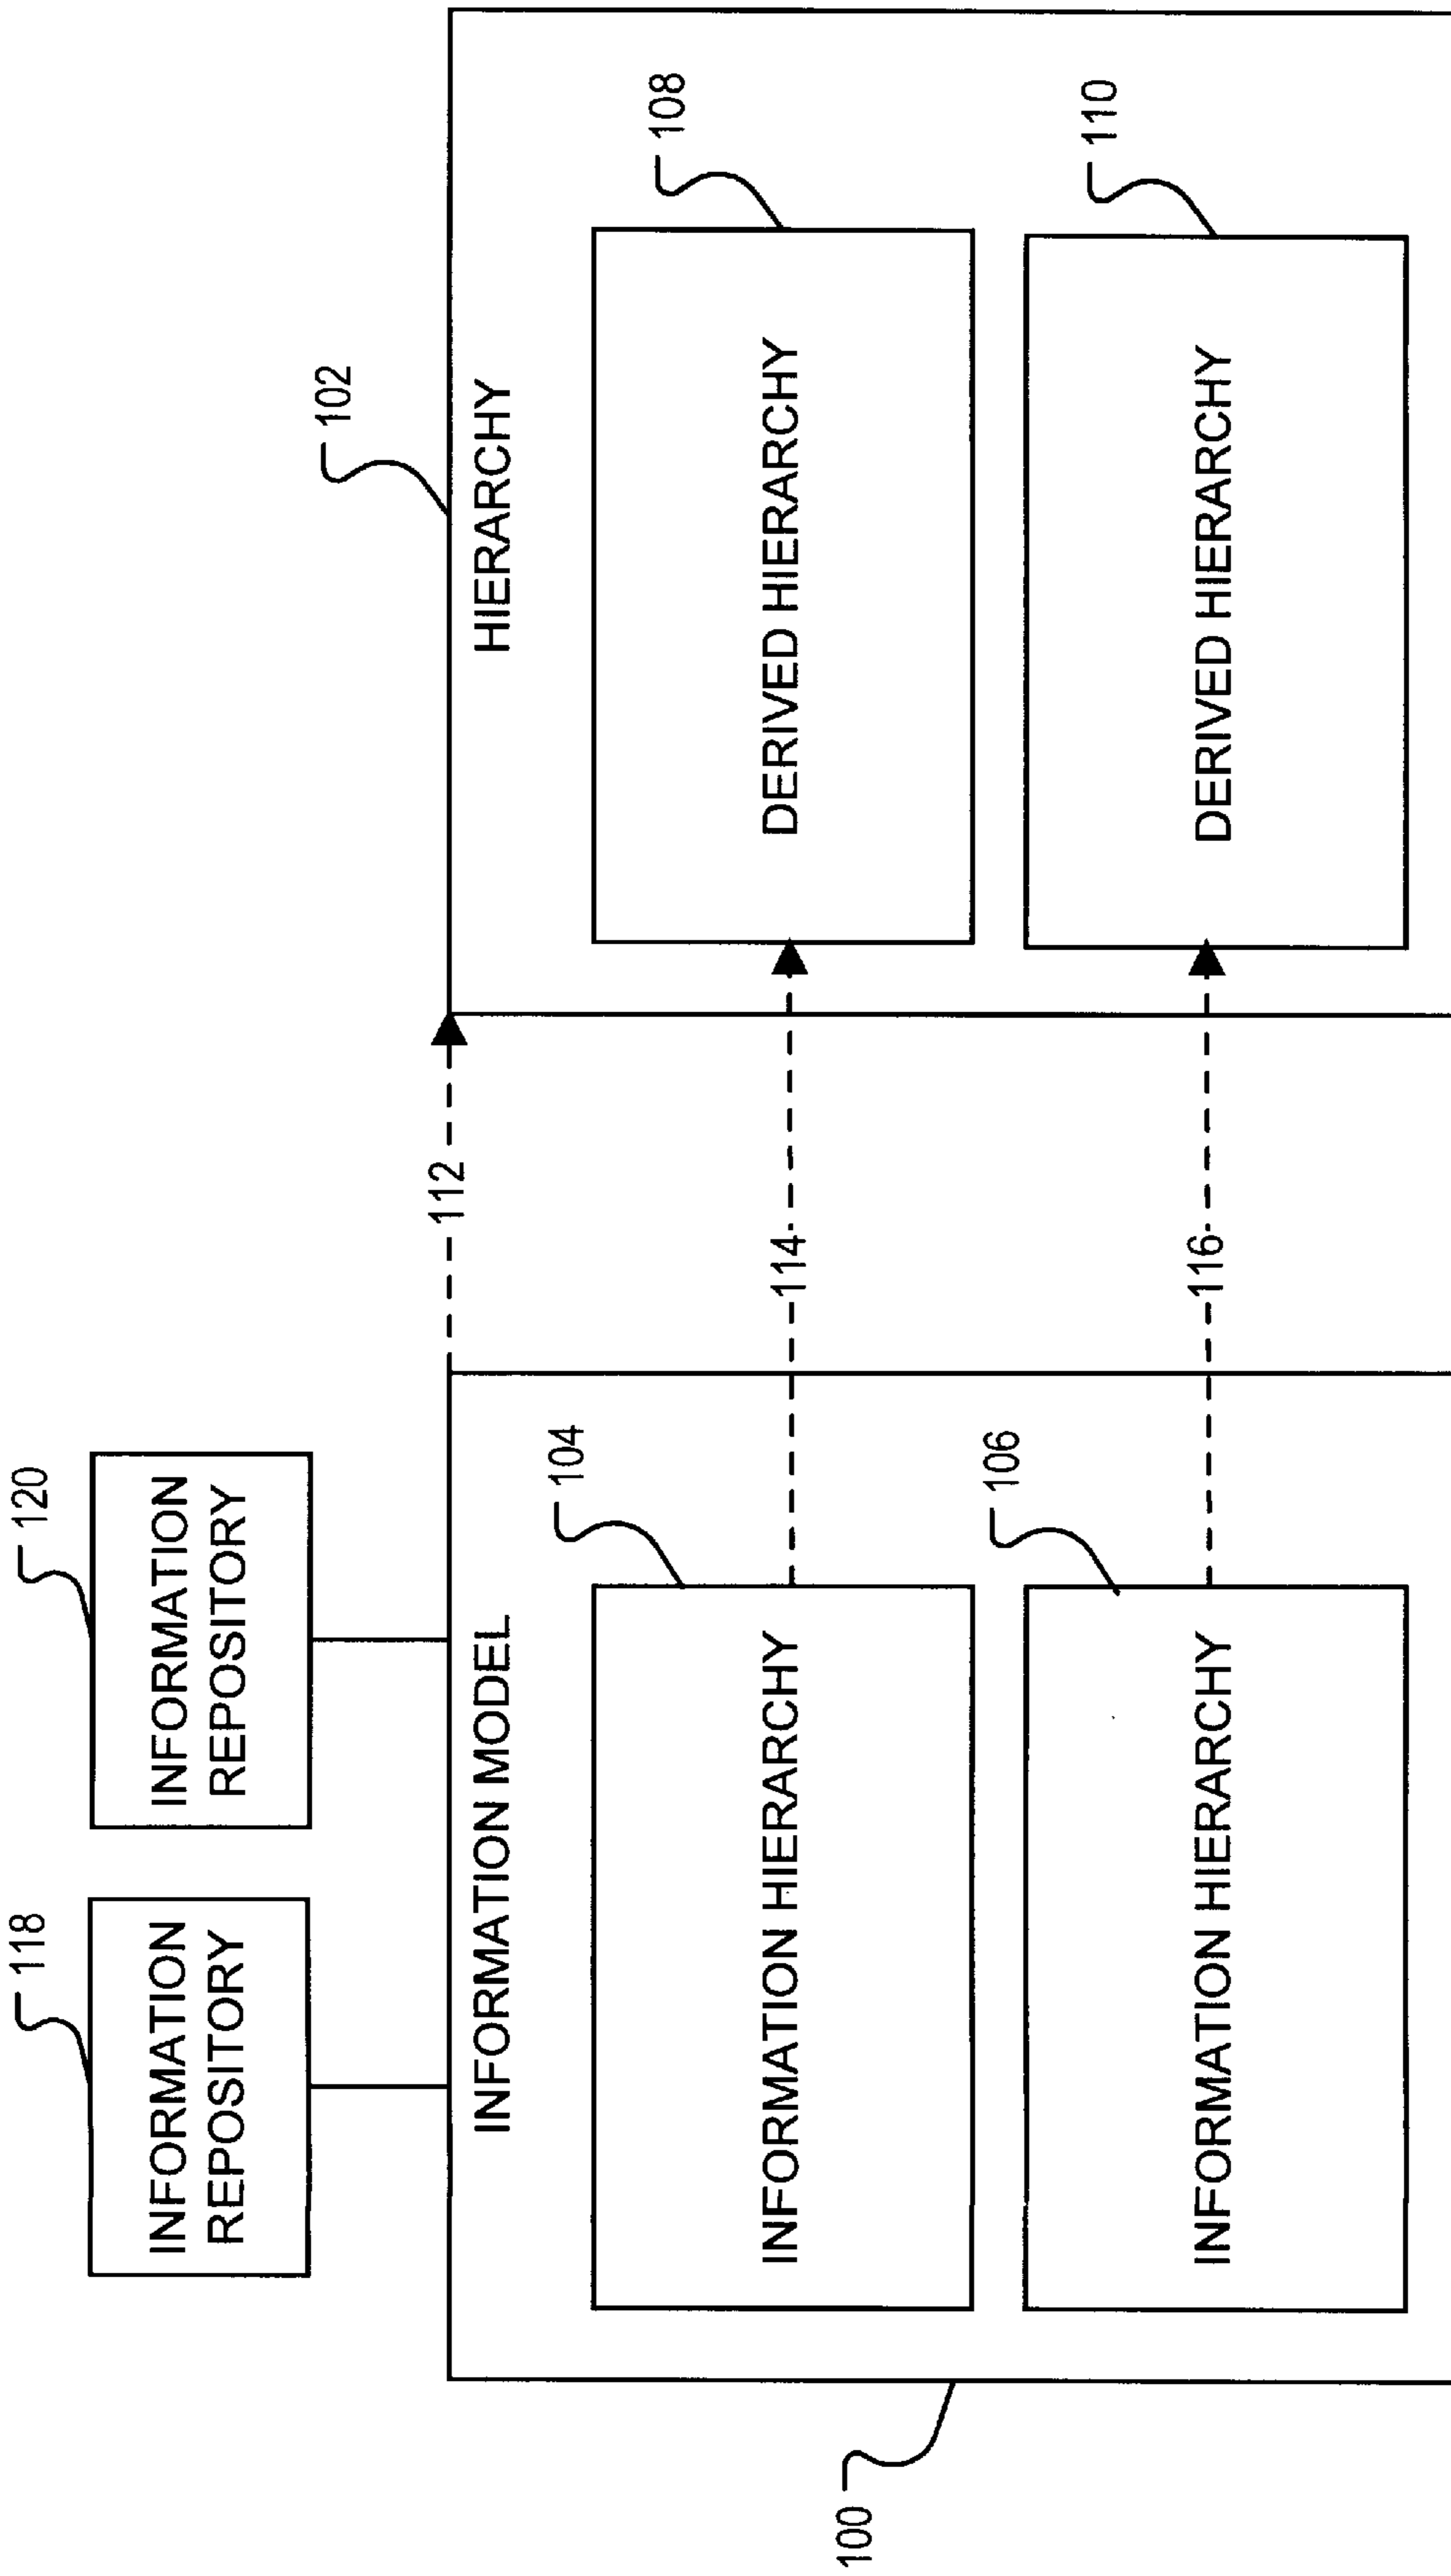 118
120
INFORMATION
REPOSITORY
INFORMATION
REPOSITORY
102
112
INFORMATION MODEL
HIERARCHY
104
108
INFORMATION HIERARCHY
114
DERIVED HIERARCHY
100
106
110
INFORMATION HIERARCHY
116
DERIVED HIERARCHY